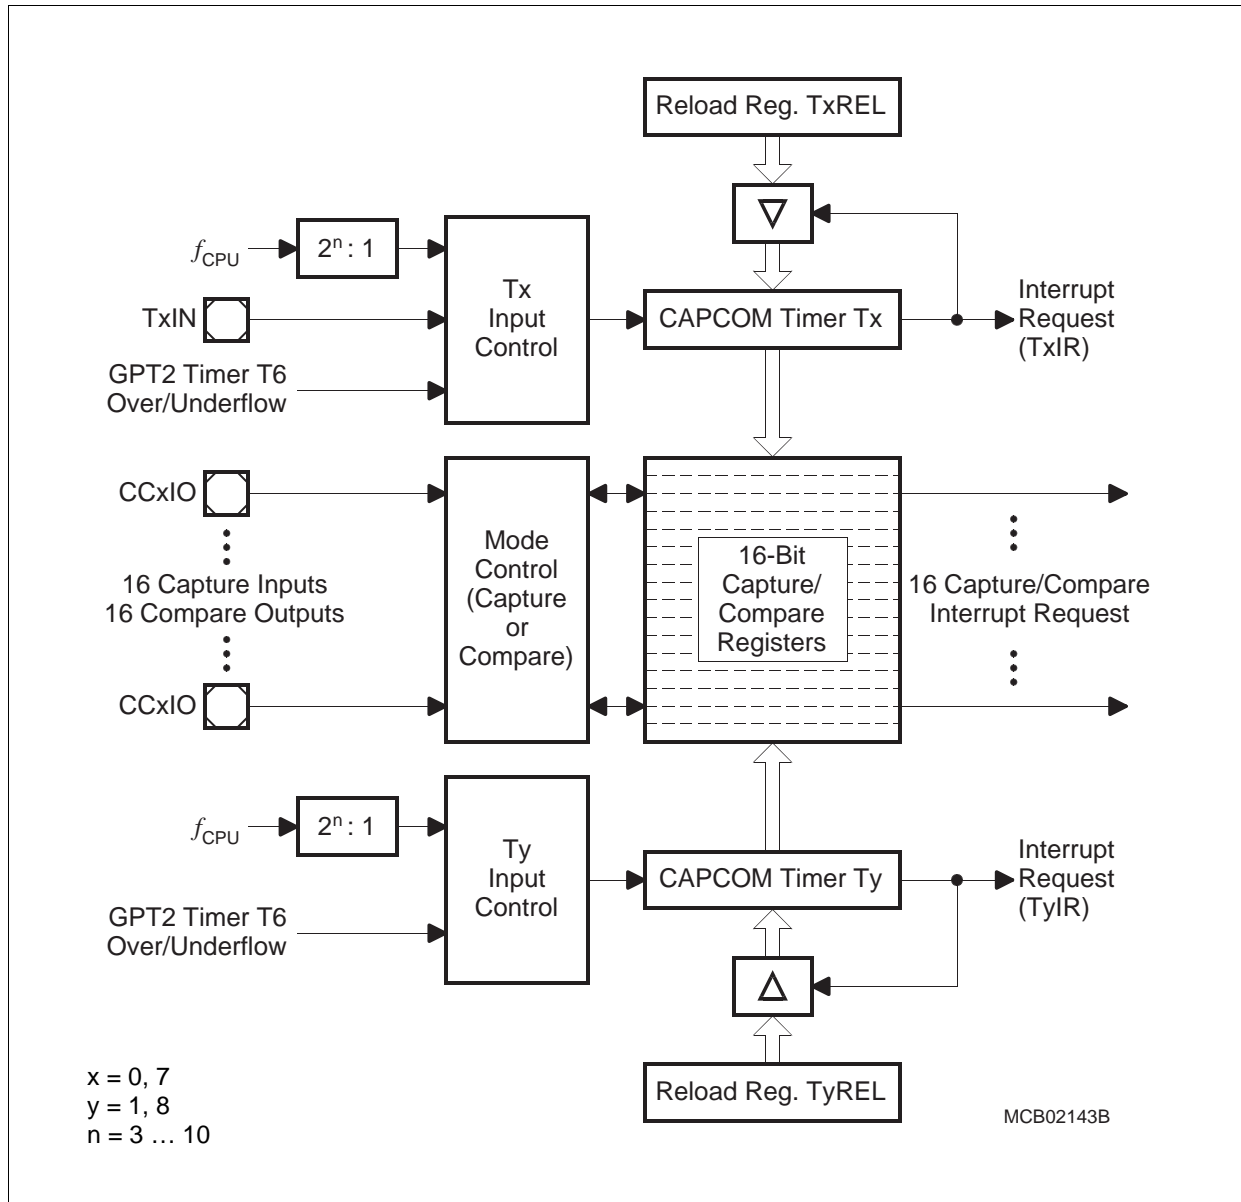 Reload Reg. TxREL
f CPU
2ⁿ : 1
TxIN
GPT2 Timer T6
Over/Underflow
Tx
Input
Control
CAPCOM Timer Tx
Interrupt
Request
(TxIR)
CCxIO
16 Capture Inputs
16 Compare Outputs
CCxIO
Mode
Control
(Capture
or
Compare)
16-Bit
Capture/
Compare
Registers
16 Capture/Compare
Interrupt Request
f CPU
2ⁿ : 1
GPT2 Timer T6
Over/Underflow
Ty
Input
Control
CAPCOM Timer Ty
Interrupt
Request
(TyIR)
Reload Reg. TyREL
x = 0, 7
y = 1, 8
n = 3 … 10
MCB02143B